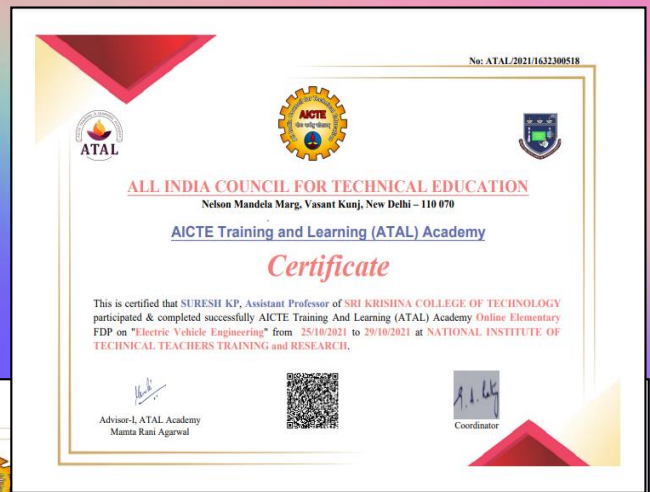 No: ATAL/2021/1632300518
AICTE
ATAL
ALL INDIA COUNCIL FOR TECHNICAL EDUCATION
Nelson Mandela Marg, Vasant Kunj, New Delhi – 110 070
AICTE Training and Learning (ATAL) Academy
Certificate
This is certified that SURESH KP, Assistant Professor of SRI KRISHNA COLLEGE OF TECHNOLOGY
participated & completed successfully AICTE Training And Learning (ATAL) Academy Online Elementary
FDP on "Electric Vehicle Engineering" from 25/10/2021 to 29/10/2021 at NATIONAL INSTITUTE OF
TECHNICAL TEACHERS TRAINING and RESEARCH.
Advisor-I, ATAL Academy
Mamta Rani Agarwal
Coordinator